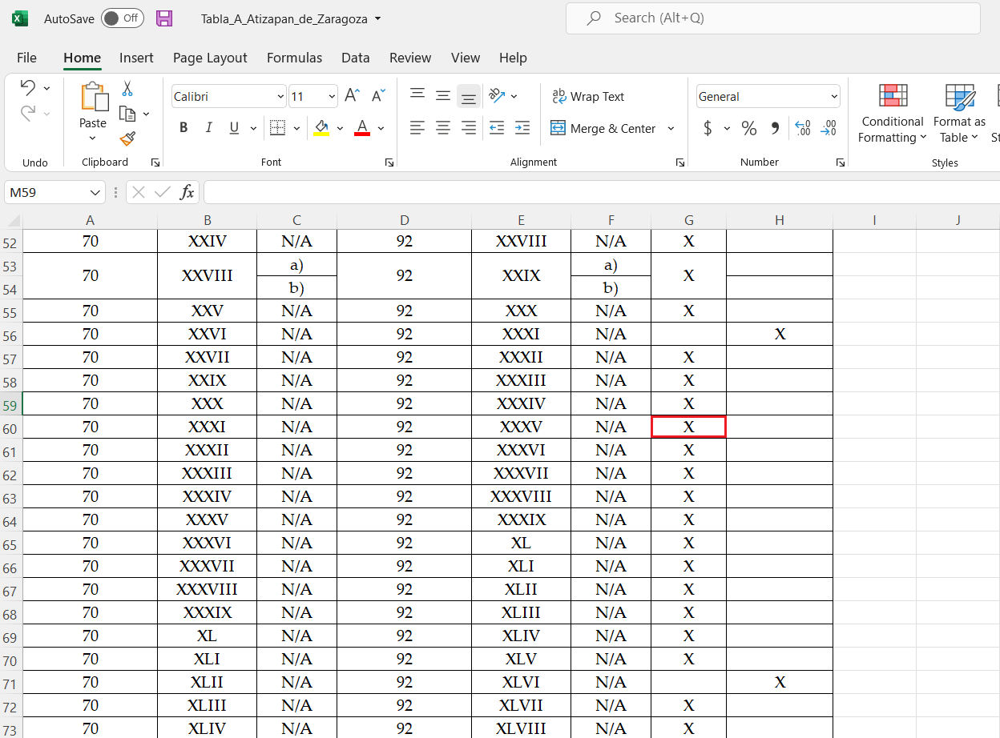 AutoSave Off Tabla_A_Atizapan_de_Zaragoza Search (Alt+Q)
File Home Insert Page Layout Formulas Data Review View Help
Calibri 11 A A ab Wrap Text General
Paste B I U A Merge & Center $ % 9 .00 .00 Conditional Formatting Format as Table St
Undo Clipboard Font Alignment Number Styles
M59 fx
A B C D E F G H I J
52 70 XXIV N/A 92 XXVIII N/A X
53 70 XXVIII a) 92 XXIX a) X
54 b) b)
55 70 XXV N/A 92 XXX N/A X
56 70 XXVI N/A 92 XXXI N/A X
57 70 XXVII N/A 92 XXXII N/A X
58 70 XXIX N/A 92 XXXIII N/A X
59 70 XXX N/A 92 XXXIV N/A X
60 70 XXXI N/A 92 XXXV N/A X
61 70 XXXII N/A 92 XXXVI N/A X
62 70 XXXIII N/A 92 XXXVII N/A X
63 70 XXXIV N/A 92 XXXVIII N/A X
64 70 XXXV N/A 92 XXXIX N/A X
65 70 XXXVI N/A 92 XL N/A X
66 70 XXXVII N/A 92 XLI N/A X
67 70 XXXVIII N/A 92 XLII N/A X
68 70 XXXIX N/A 92 XLIII N/A X
69 70 XL N/A 92 XLIV N/A X
70 70 XLI N/A 92 XLV N/A X
71 70 XLII N/A 92 XLVI N/A X
72 70 XLIII N/A 92 XLVII N/A X
73 70 XLIV N/A 92 XLVIII N/A X